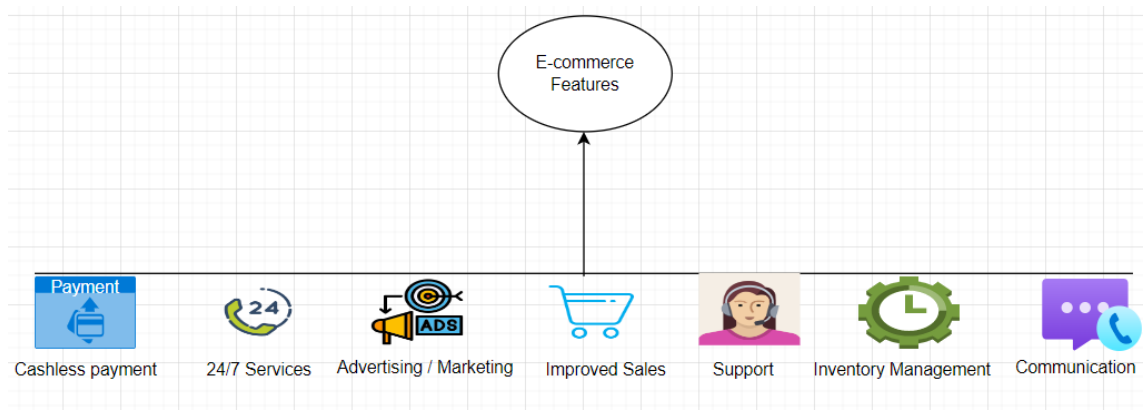 E-commerce
Features
Payment
24
ADS
Cashless payment
24/7 Services
Advertising / Marketing
Improved Sales
Support
Inventory Management
Communication